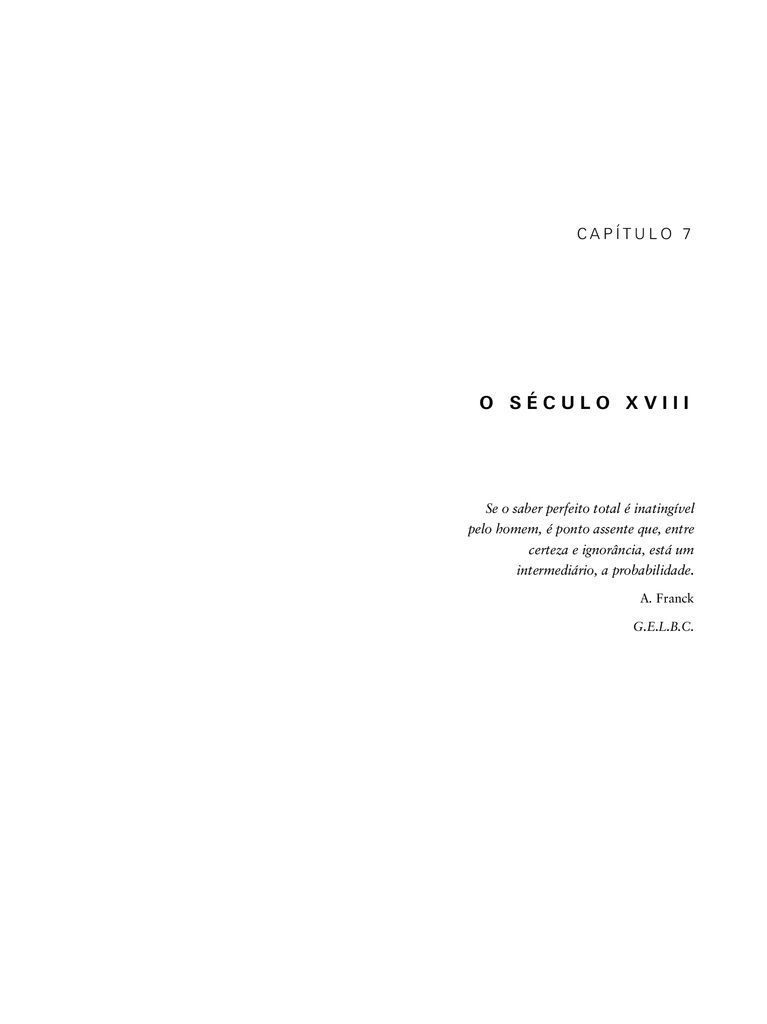 CAPÍTULO 7
O SÉCULO XVIII
Se o saber perfeito total é inatingível
pelo homem, é ponto assente que, entre
certeza e ignorância, está um
intermediário, a probabilidade.
A. Franck
G.E.L.B.C.